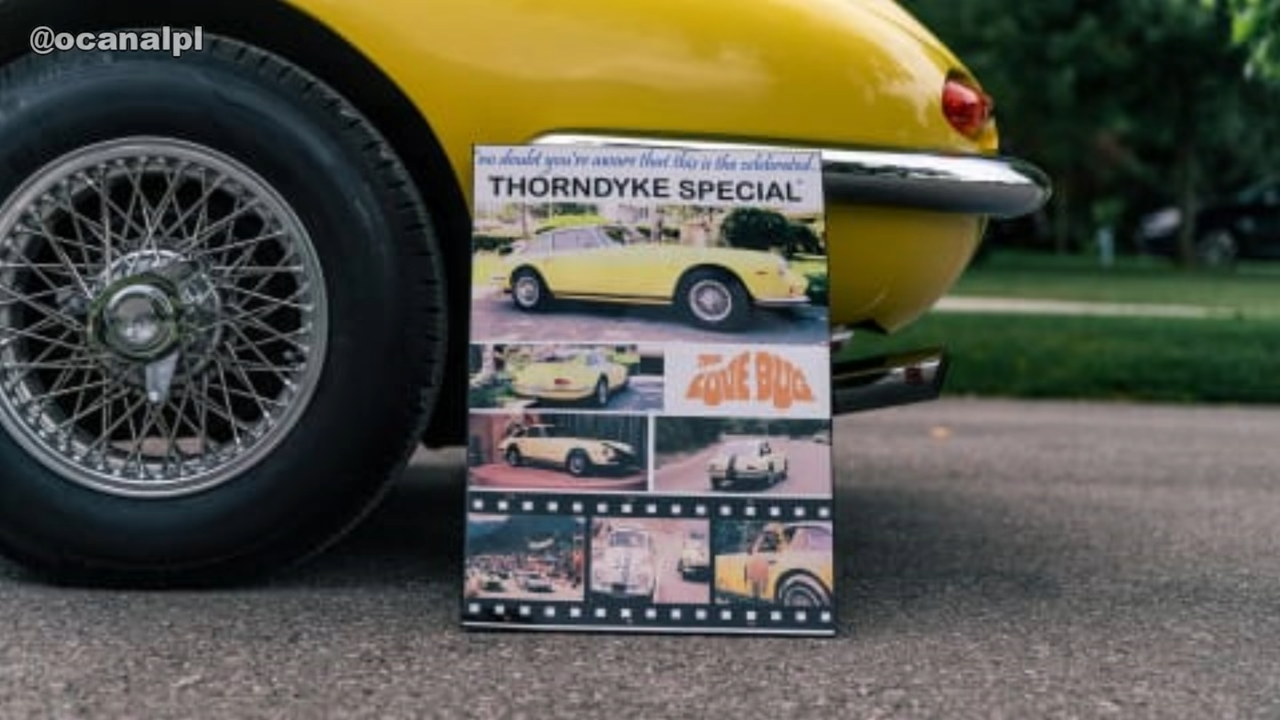 @ocanalpl
no doubt you're aware that this is the celebrated...
THORNDYKE SPECIAL
THE
LOVE BUG